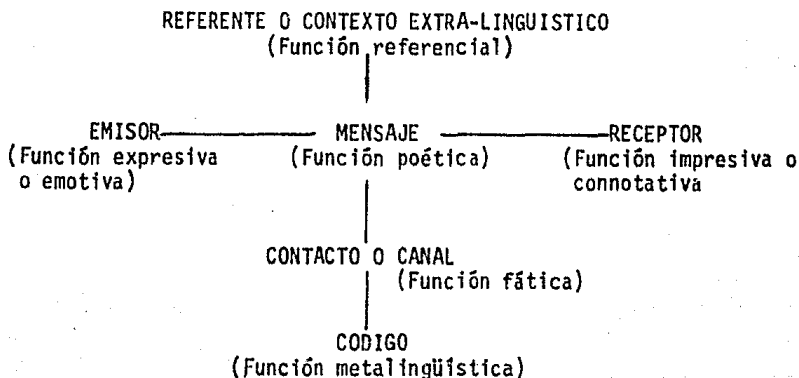 REFERENTE O CONTEXTO EXTRA-LINGUISTICO
(Función referencial)
EMISOR MENSAJE RECEPTOR
(Función expresiva (Función poética) (Función impresiva o
o emotiva) connotativa
CONTACTO O CANAL
(Función fática)
CODIGO
(Función metalingüística)